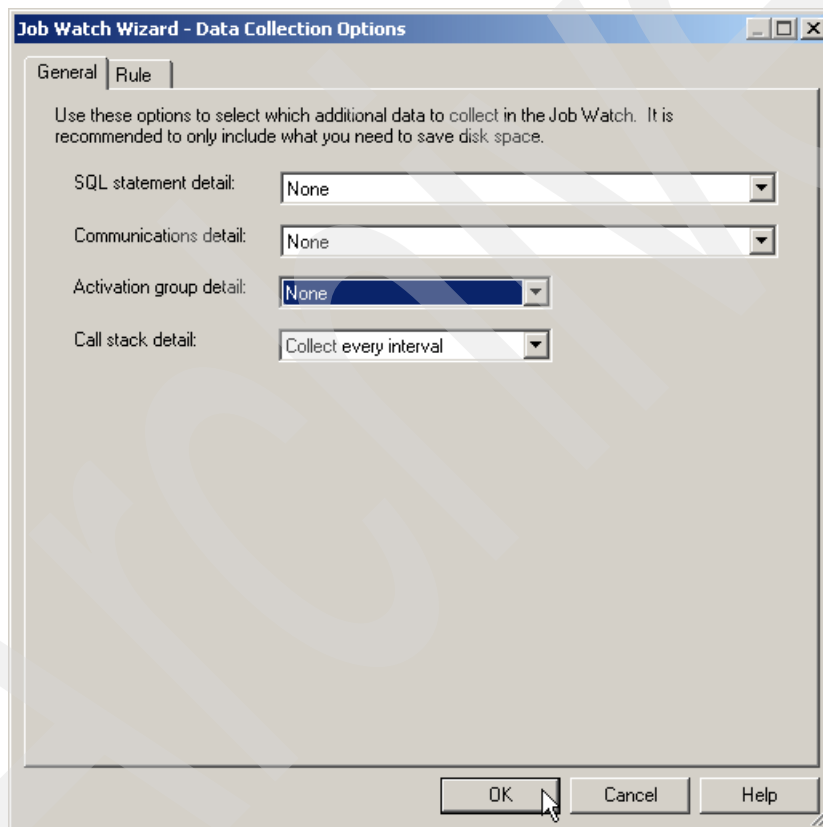 Job Watch Wizard - Data Collection Options
General
Rule
Use these options to select which additional data to collect in the Job Watch. It is
recommended to only include what you need to save disk space.
SQL statement detail:
None
Communications detail:
None
Activation group detail:
None
Call stack detail:
Collect every interval
OK
Cancel
Help